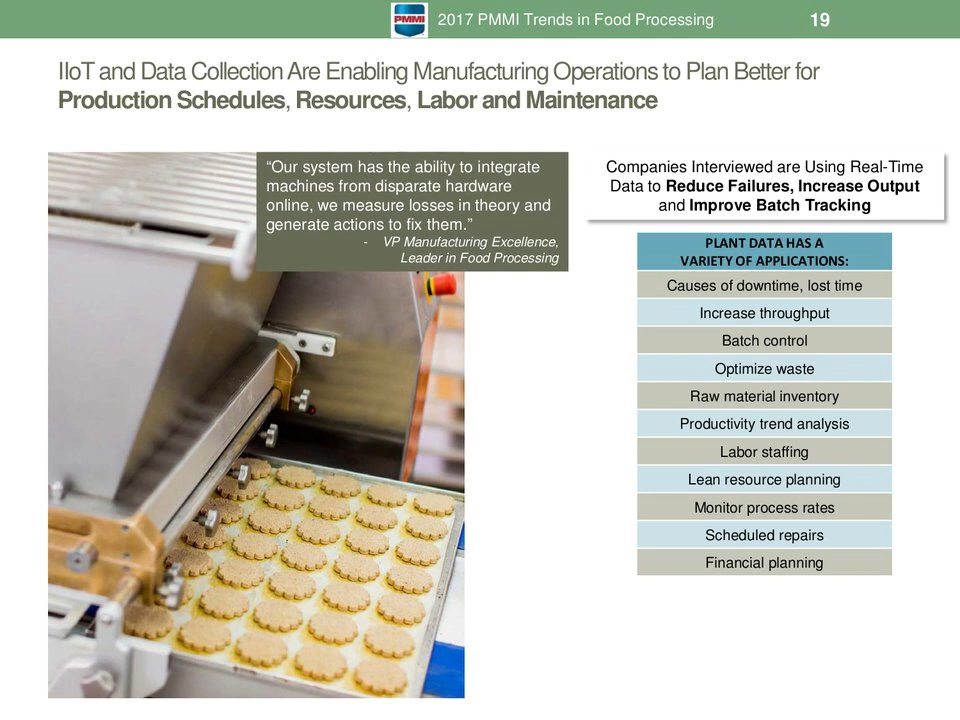 PMMI
2017 PMMI Trends in Food Processing
19
IIoT and Data Collection Are Enabling Manufacturing Operations to Plan Better for
Production Schedules, Resources, Labor and Maintenance
“Our system has the ability to integrate
machines from disparate hardware
online, we measure losses in theory and
generate actions to fix them.”
- VP Manufacturing Excellence,
Leader in Food Processing
Companies Interviewed are Using Real-Time
Data to Reduce Failures, Increase Output
and Improve Batch Tracking
PLANT DATA HAS A
VARIETY OF APPLICATIONS:
Causes of downtime, lost time
Increase throughput
Batch control
Optimize waste
Raw material inventory
Productivity trend analysis
Labor staffing
Lean resource planning
Monitor process rates
Scheduled repairs
Financial planning